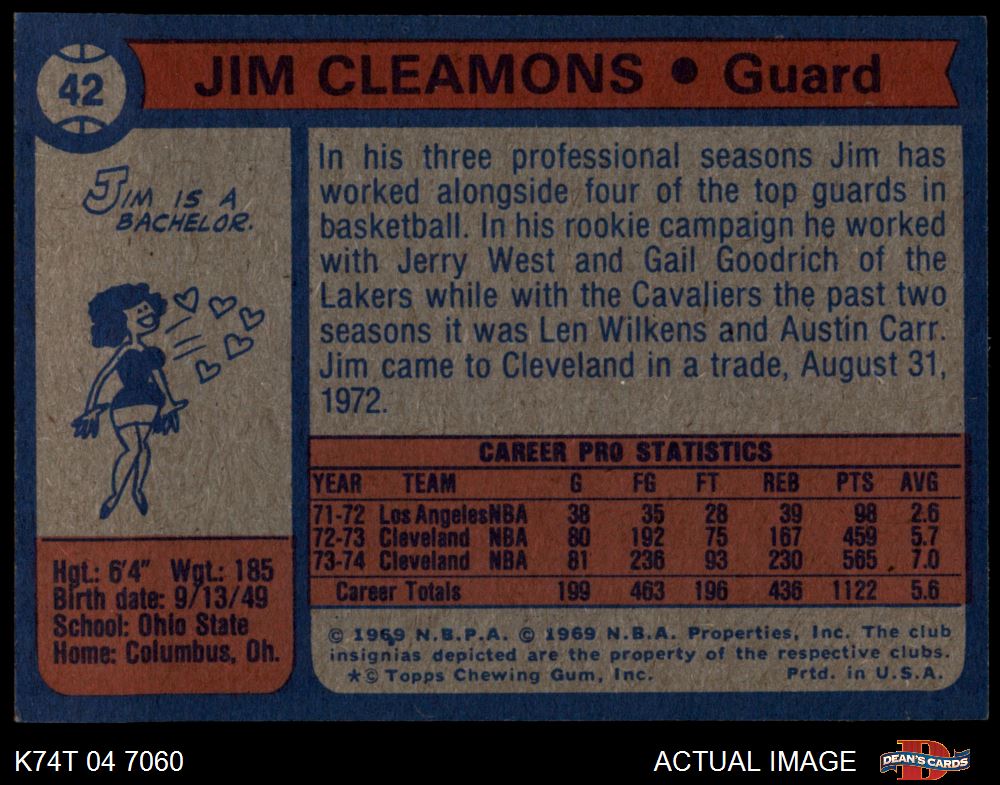 42
JIM CLEAMONS • Guard
JIM IS A
BACHELOR.
In his three professional seasons Jim has
worked alongside four of the top guards in
basketball. In his rookie campaign he worked
with Jerry West and Gail Goodrich of the
Lakers while with the Cavaliers the past two
seasons it was Len Wilkens and Austin Carr.
Jim came to Cleveland in a trade, August 31,
1972.
CAREER PRO STATISTICS
YEAR TEAM G FG FT REB PTS AVG
71-72 Los Angeles NBA 38 35 28 39 98 2.6
72-73 Cleveland NBA 80 192 75 167 459 5.7
73-74 Cleveland NBA 81 236 93 230 565 7.0
Career Totals 199 463 196 436 1122 5.6
Hgt.: 6'4" Wgt.: 185
Birth date: 9/13/49
School: Ohio State
Home: Columbus, Oh.
© 1969 N.B.P.A. © 1969 N.B.A. Properties, Inc. The club
insignias depicted are the property of the respective clubs.
*© Topps Chewing Gum, Inc. Prtd. in U.S.A.
K74T 04 7060
ACTUAL IMAGE
D
DEAN'S CARDS